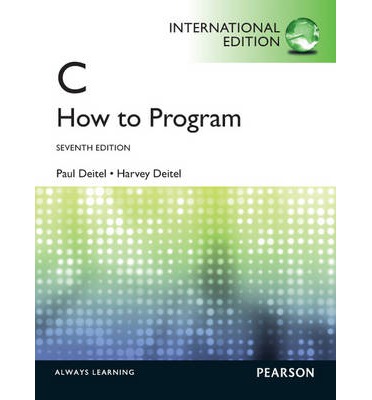 INTERNATIONAL
EDITION
C
How to Program
SEVENTH EDITION
Paul Deitel • Harvey Deitel
ALWAYS LEARNING
PEARSON